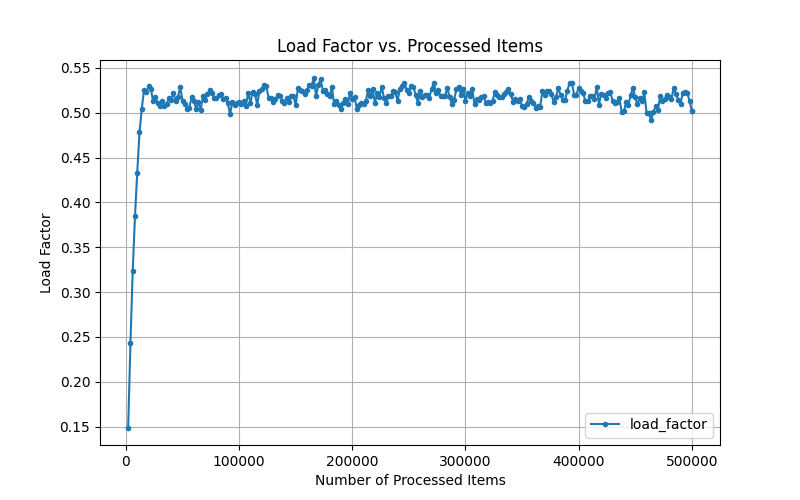 Load Factor vs. Processed Items
0.55
0.50
0.45
0.40
0.35
0.30
0.25
0.20
0.15
Load Factor
load_factor
0 100000 200000 300000 400000 500000
Number of Processed Items